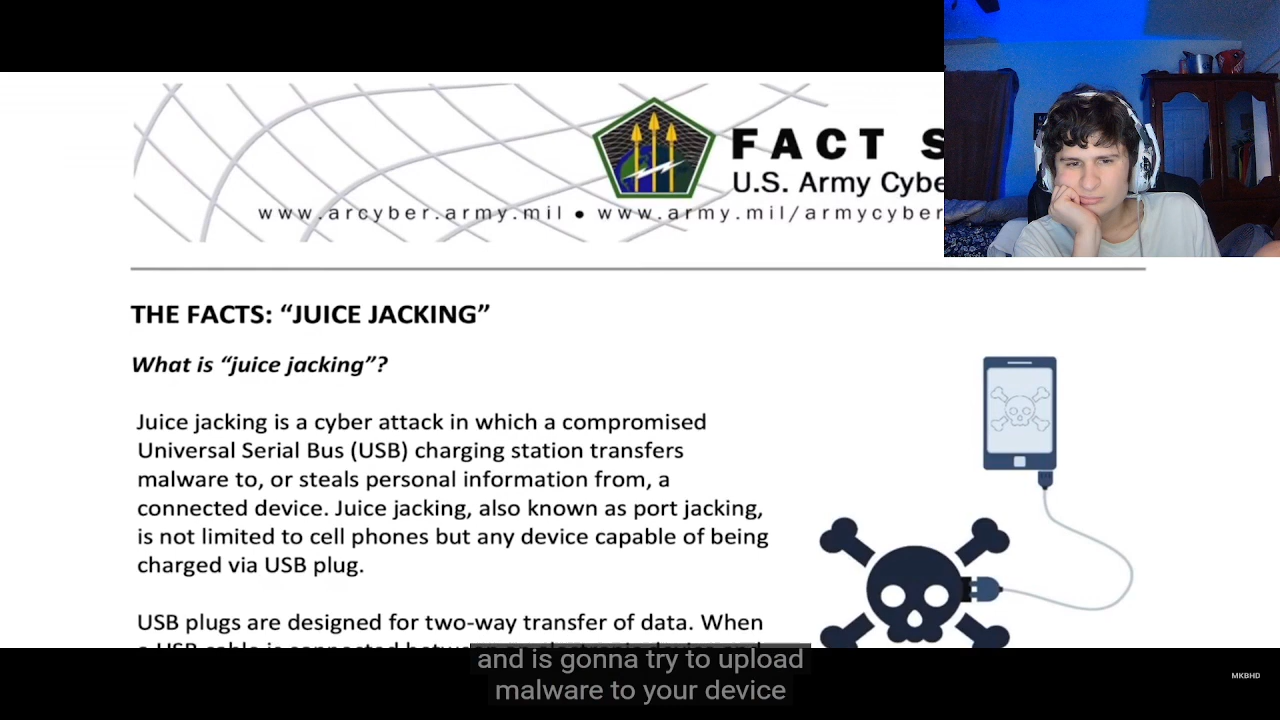 FACT S
U.S. Army Cybe
www.arcyber.army.mil ● www.army.mil/armycyber
THE FACTS: “JUICE JACKING”
What is “juice jacking”?
Juice jacking is a cyber attack in which a compromised
Universal Serial Bus (USB) charging station transfers
malware to, or steals personal information from, a
connected device. Juice jacking, also known as port jacking,
is not limited to cell phones but any device capable of being
charged via USB plug.
USB plugs are designed for two-way transfer of data. When
and is gonna try to upload
malware to your device
MKBHD